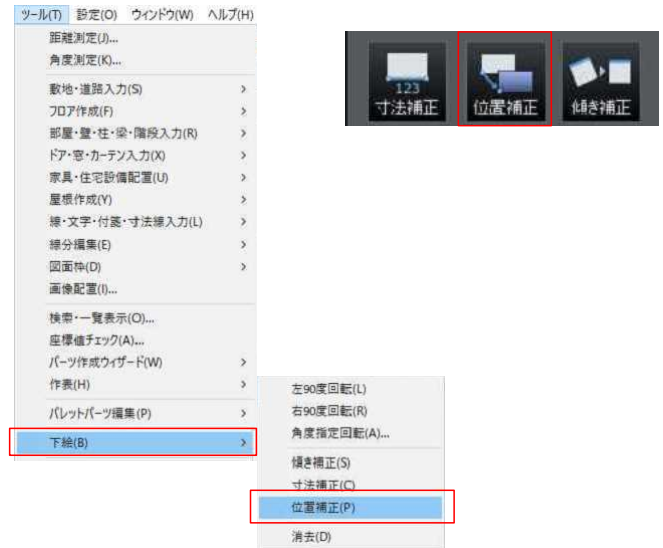 ツール(T) 設定(O) ウィンドウ(W) ヘルプ(H)
距離測定(J)...
角度測定(K)...
敷地・道路入力(S)
フロア作成(F)
部屋・壁・柱・梁・階段入力(R)
ドア・窓・カーテン入力(X)
家具・住宅設備配置(U)
屋根作成(Y)
線・文字・付箋・寸法線入力(L)
線分編集(E)
図面枠(D)
画像配置(I)...
検索・一覧表示(O)...
座標値チェック(A)...
パーツ作成ウィザード(W)
作表(H)
パレットパーツ編集(P)
下絵(B)
左90度回転(L)
右90度回転(R)
角度指定回転(A)...
傾き補正(S)
寸法補正(C)
位置補正(P)
消去(D)
123
寸法補正 位置補正 傾き補正